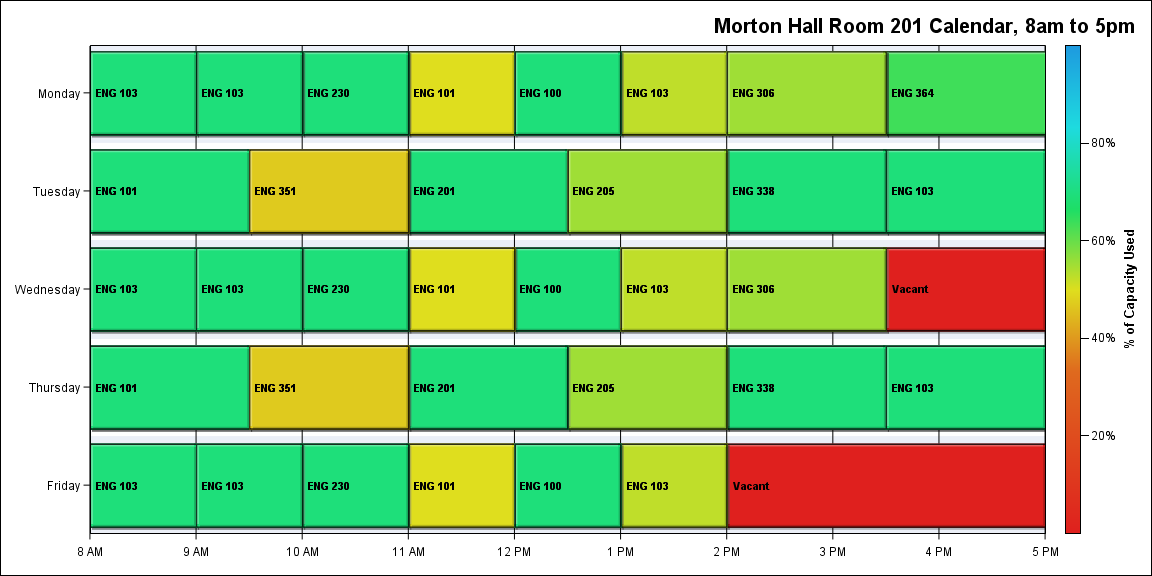 Morton Hall Room 201 Calendar, 8am to 5pm
Monday
ENG 103
ENG 103
ENG 230
ENG 101
ENG 100
ENG 103
ENG 306
ENG 364
Tuesday
ENG 101
ENG 351
ENG 201
ENG 205
ENG 338
ENG 103
Wednesday
ENG 103
ENG 103
ENG 230
ENG 101
ENG 100
ENG 103
ENG 306
Vacant
Thursday
ENG 101
ENG 351
ENG 201
ENG 205
ENG 338
ENG 103
Friday
ENG 103
ENG 103
ENG 230
ENG 101
ENG 100
ENG 103
Vacant
8 AM
9 AM
10 AM
11 AM
12 PM
1 PM
2 PM
3 PM
4 PM
5 PM
80%
60%
40%
20%
% of Capacity Used